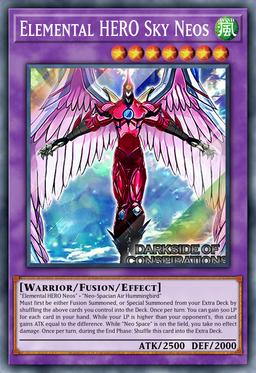 Elemental HERO Sky Neos
風
DARKSIDE OF
CONSPIRATIONS
[Warrior/Fusion/Effect]
"Elemental HERO Neos" + "Neo-Spacian Air Hummingbird"
Must first be either Fusion Summoned, or Special Summoned from your Extra Deck by
shuffling the above cards you control into the Deck. Once per turn: You can gain 500 LP
for each card in your hand. While your LP is higher than your opponent's, this card
gains ATK equal to the difference. While "Neo Space" is on the field, you take no effect
damage. Once per turn, during the End Phase: Shuffle this card into the Extra Deck.
ATK/2500 DEF/2000